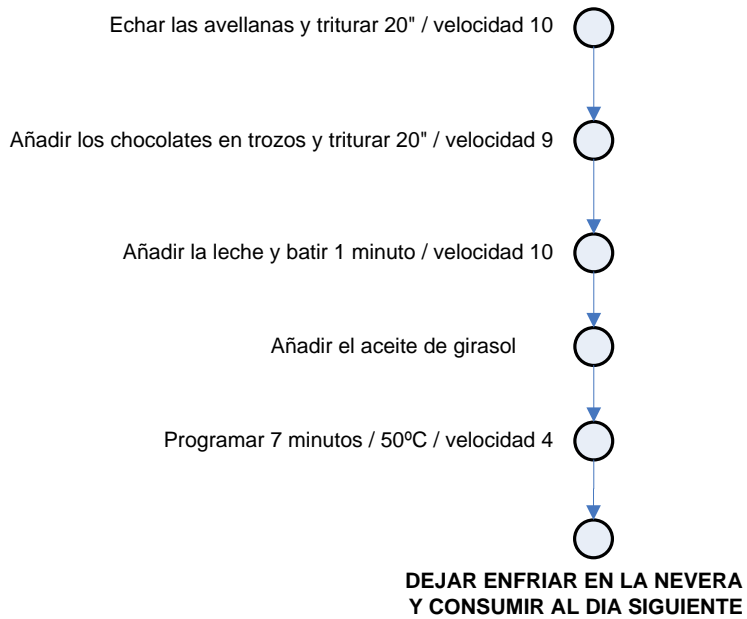 Echar las avellanas y triturar 20" / velocidad 10
Añadir los chocolates en trozos y triturar 20" / velocidad 9
Añadir la leche y batir 1 minuto / velocidad 10
Añadir el aceite de girasol
Programar 7 minutos / 50ºC / velocidad 4
DEJAR ENFRIAR EN LA NEVERA
Y CONSUMIR AL DIA SIGUIENTE